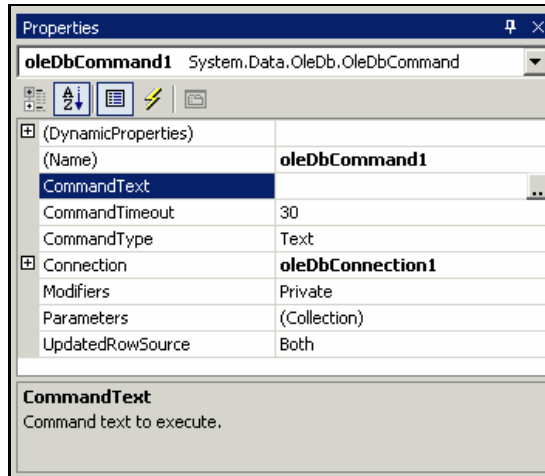 Properties
oleDbCommand1 System.Data.OleDb.OleDbCommand
(DynamicProperties)
(Name) oleDbCommand1
CommandText ..
CommandTimeout 30
CommandType Text
Connection oleDbConnection1
Modifiers Private
Parameters (Collection)
UpdatedRowSource Both
CommandText
Command text to execute.